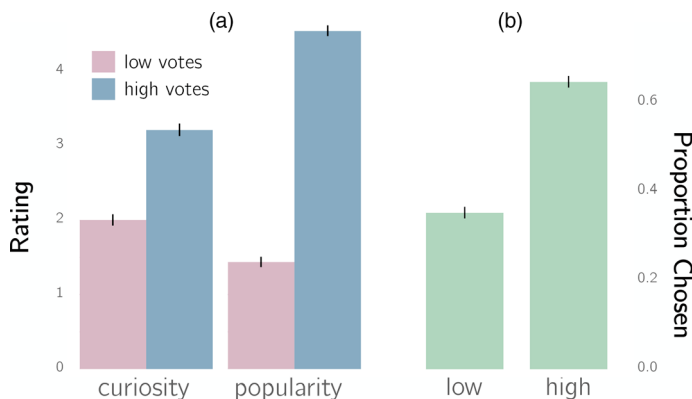 (a)
(b)
low votes
high votes
Rating
4
3
2
1
0
curiosity
popularity
0.6
0.4
0.2
0.0
Proportion Chosen
low
high